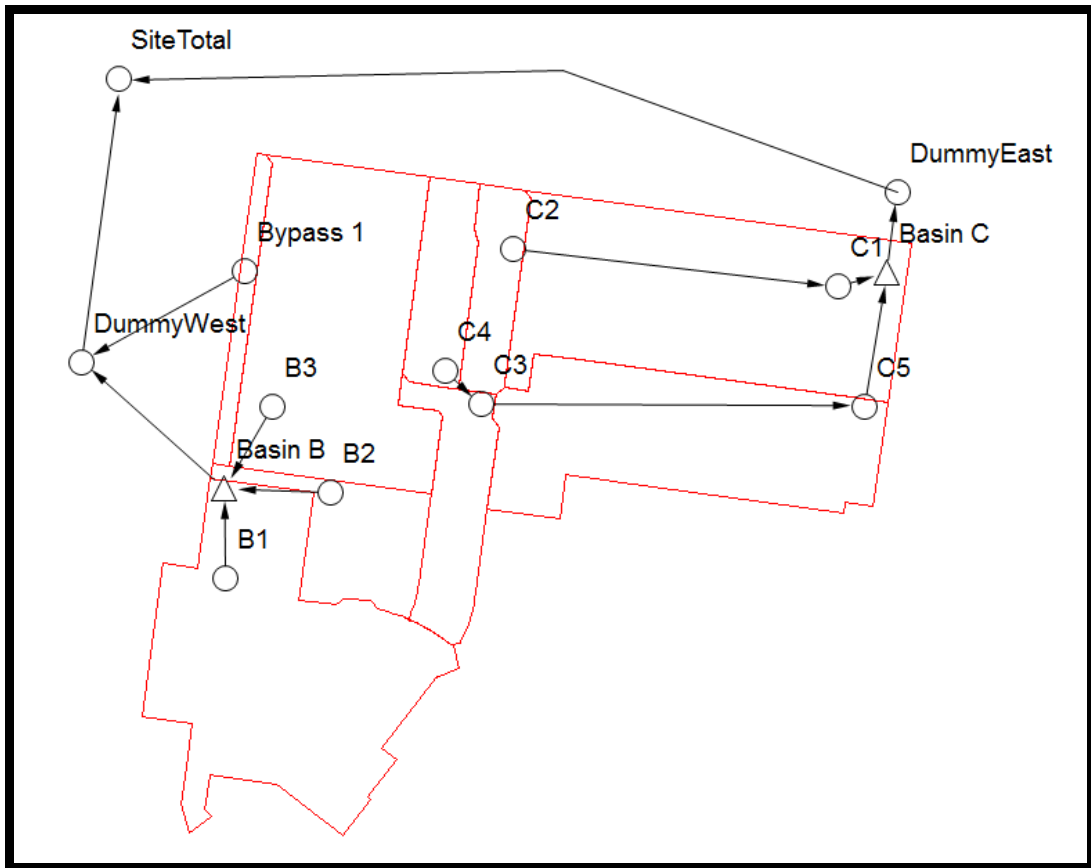 SiteTotal
DummyEast
C2
Bypass 1
C1
Basin C
DummyWest
C4
C3
B3
C5
Basin B
B2
B1